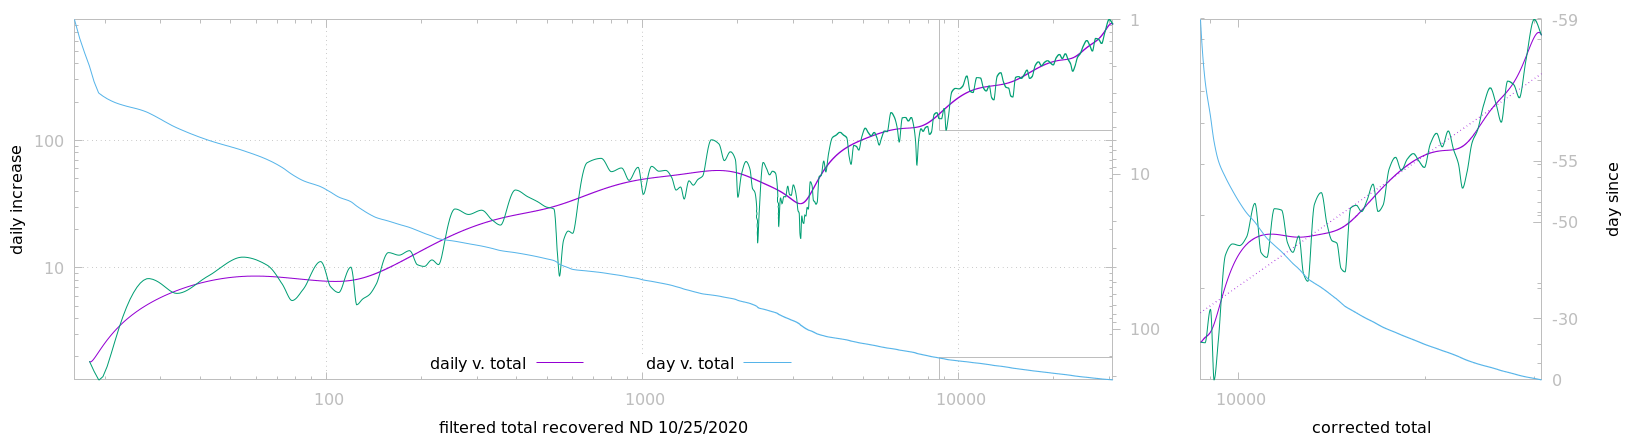 1
-59
100
10
-55
daily increase
-50
day since
10
-30
100
daily v. total
day v. total
0
100
1000
10000
10000
filtered total recovered ND 10/25/2020
corrected total